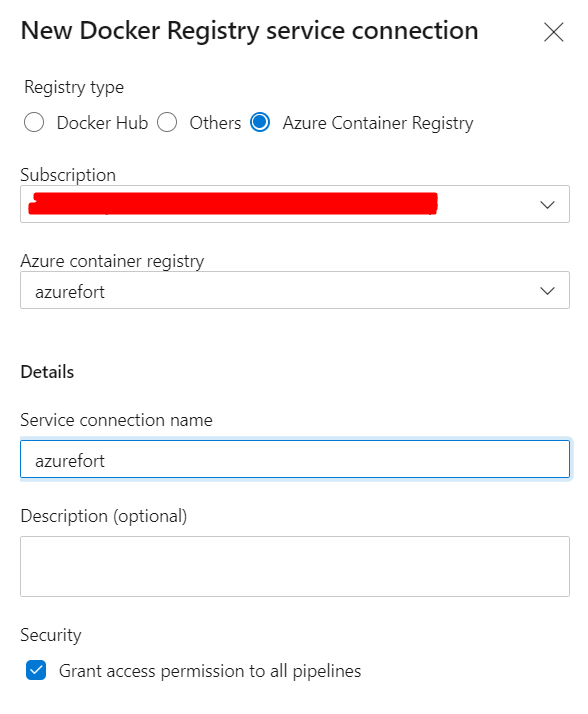 New Docker Registry service connection
Registry type
Docker Hub Others Azure Container Registry
Subscription
Azure container registry
azurefort
Details
Service connection name
azurefort
Description (optional)
Security
Grant access permission to all pipelines